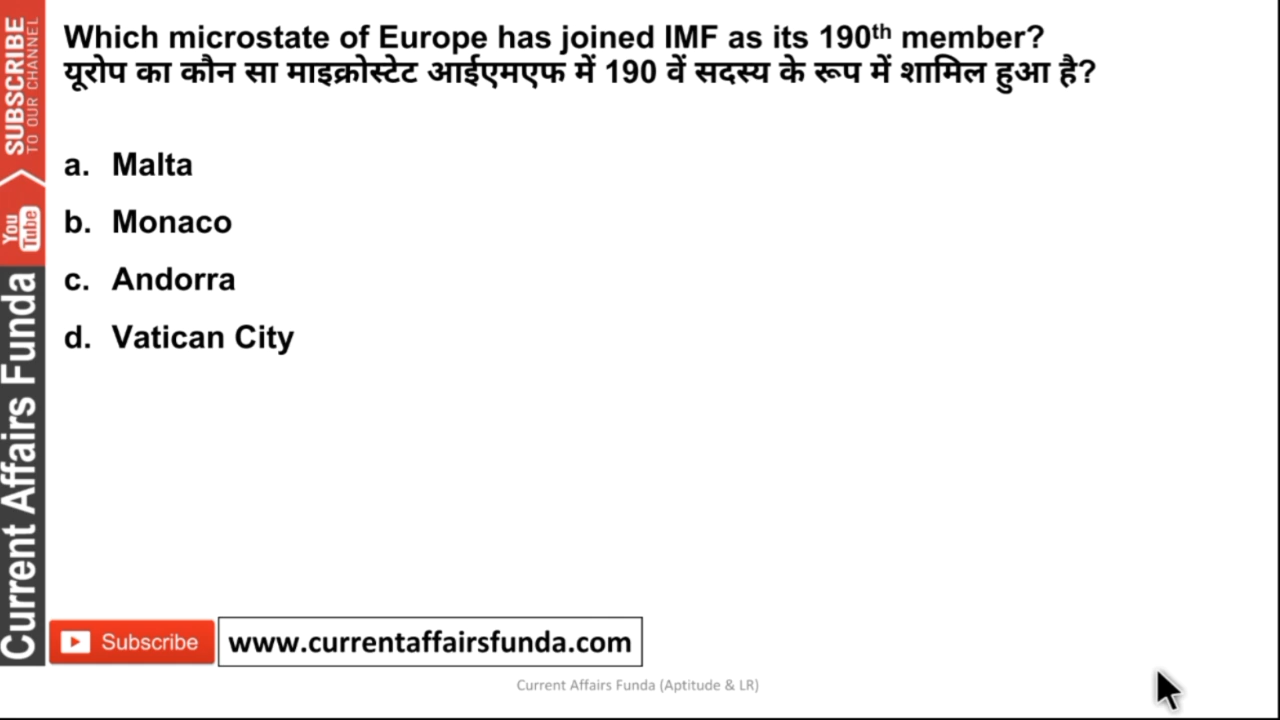 Which microstate of Europe has joined IMF as its 190th member?
यूरोप का कौन सा माइक्रोस्टेट आईएमएफ में 190 वें सदस्य के रूप में शामिल हुआ है?
a. Malta
b. Monaco
c. Andorra
d. Vatican City
SUBSCRIBE
TO OUR CHANNEL
You Tube
Current Affairs Funda
Subscribe
www.currentaffairsfunda.com
Current Affairs Funda (Aptitude & LR)